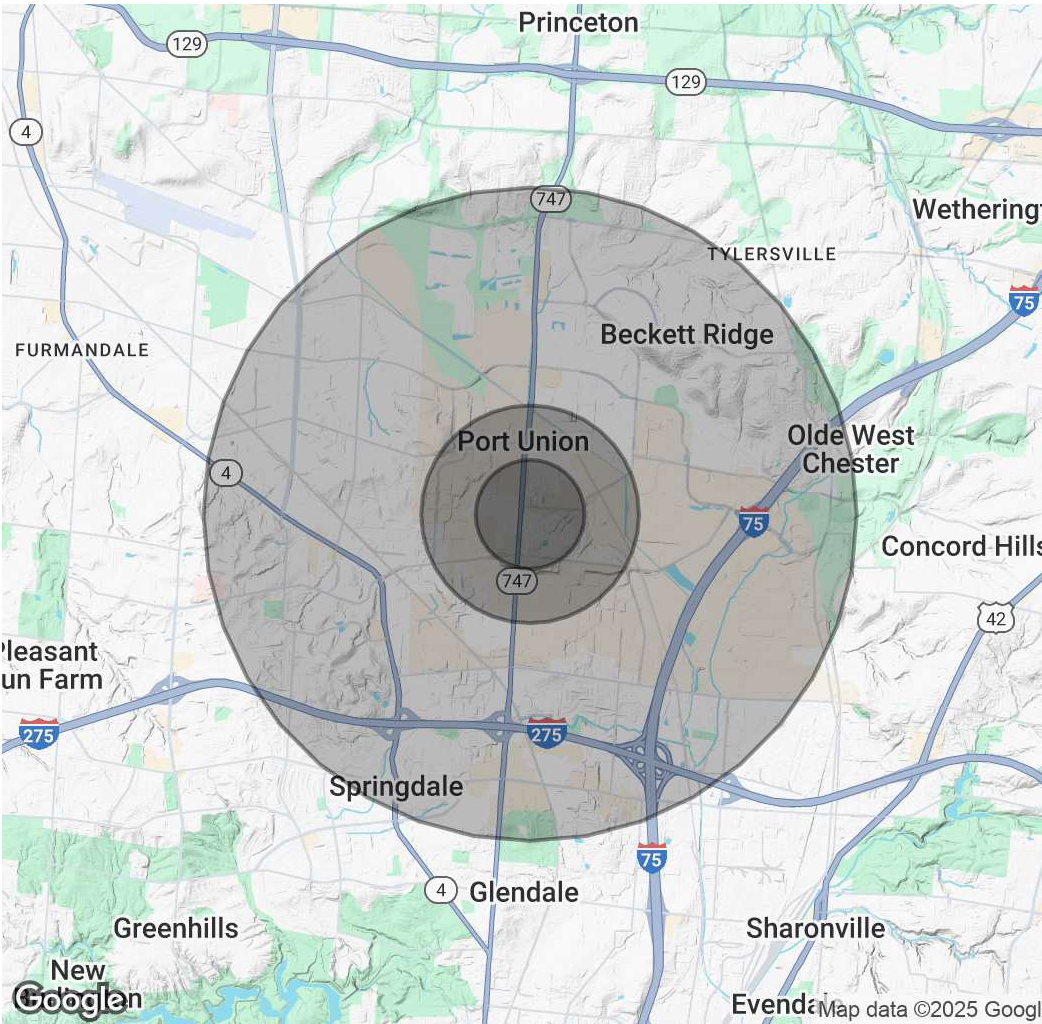 Princeton
129
129
4
747
Wethering
TYLERSVILLE
75
Beckett Ridge
FURMANDALE
Port Union
Olde West
Chester
4
75
Concord Hills
747
42
Pleasant
un Farm
275
275
Springdale
75
4
Glendale
Greenhills
Sharonville
New
Google
Evenda
Map data ©2025 Googl